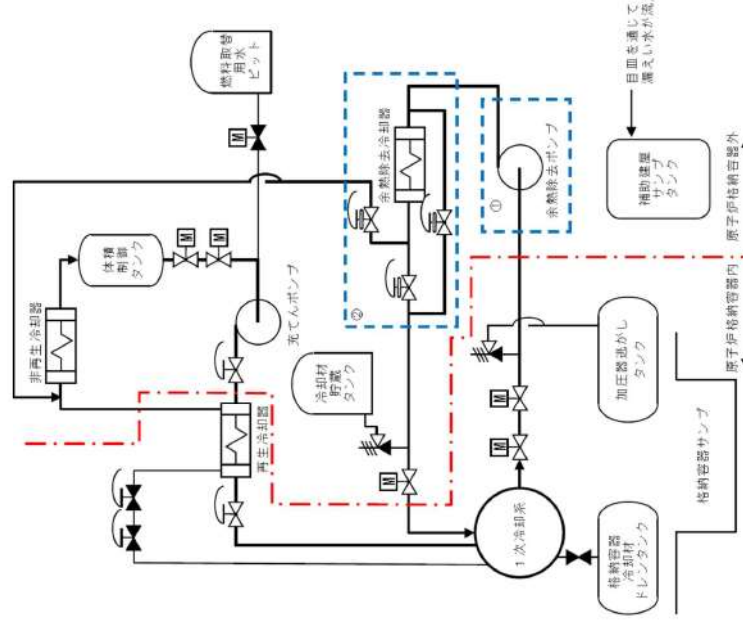 燃料取替
用水
ピット
M
非再生冷却器
体積
制御
タンク
M
M
充てんポンプ
再生冷却器
②
余熱除去冷却器
①
余熱除去ポンプ
冷却材
貯蔵
タンク
M
M
M
1次冷却系
加圧器逃がし
タンク
格納容器
冷却材
ドレンタンク
格納容器サンプ
補助建屋
サンプ
タンク
目皿を通じて
漏えい水が流
原子炉格納容器内
原子炉格納容器外